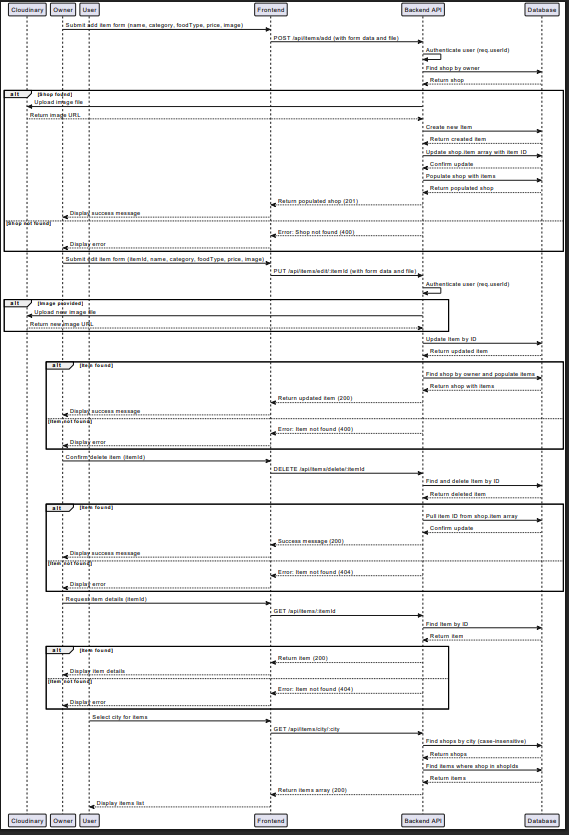 Cloudinary Owner User Frontend Backend API Database
Submit add item form (name, category, foodType, price, image)
POST /api/items/add (with form data and file)
Authenticate user (req.userId)
Find shop by owner
Return shop
alt [Shop found]
Upload image file
Return image URL
Create new Item
Return created item
Update shop.item array with item ID
Confirm update
Populate shop with items
Return populated shop
Return populated shop (201)
Display success message
[Shop not found]
Error: Shop not found (400)
Display error
Submit edit item form (itemId, name, category, foodType, price, image)
PUT /api/items/edit/:itemId (with form data and file)
Authenticate user (req.userId)
alt [Image provided]
Upload new image file
Return new image URL
Update Item by ID
Return updated item
alt [Item found]
Find shop by owner and populate items
Return shop with items
Return updated item (200)
Display success message
[Item not found]
Error: Item not found (400)
Display error
Confirm delete item (itemId)
DELETE /api/items/delete/:itemId
Find and delete Item by ID
Return deleted item
alt [Item found]
Pull item ID from shop.item array
Confirm update
Success message (200)
Display success message
[Item not found]
Error: Item not found (404)
Display error
Request item details (itemId)
GET /api/items/:itemId
Find Item by ID
Return item
alt [Item found]
Return item (200)
Display item details
[Item not found]
Error: Item not found (404)
Display error
Select city for items
GET /api/items/city/:city
Find shops by city (case-insensitive)
Return shops
Find items where shop in shopIds
Return items
Return items array (200)
Display items list
Cloudinary Owner User Frontend Backend API Database